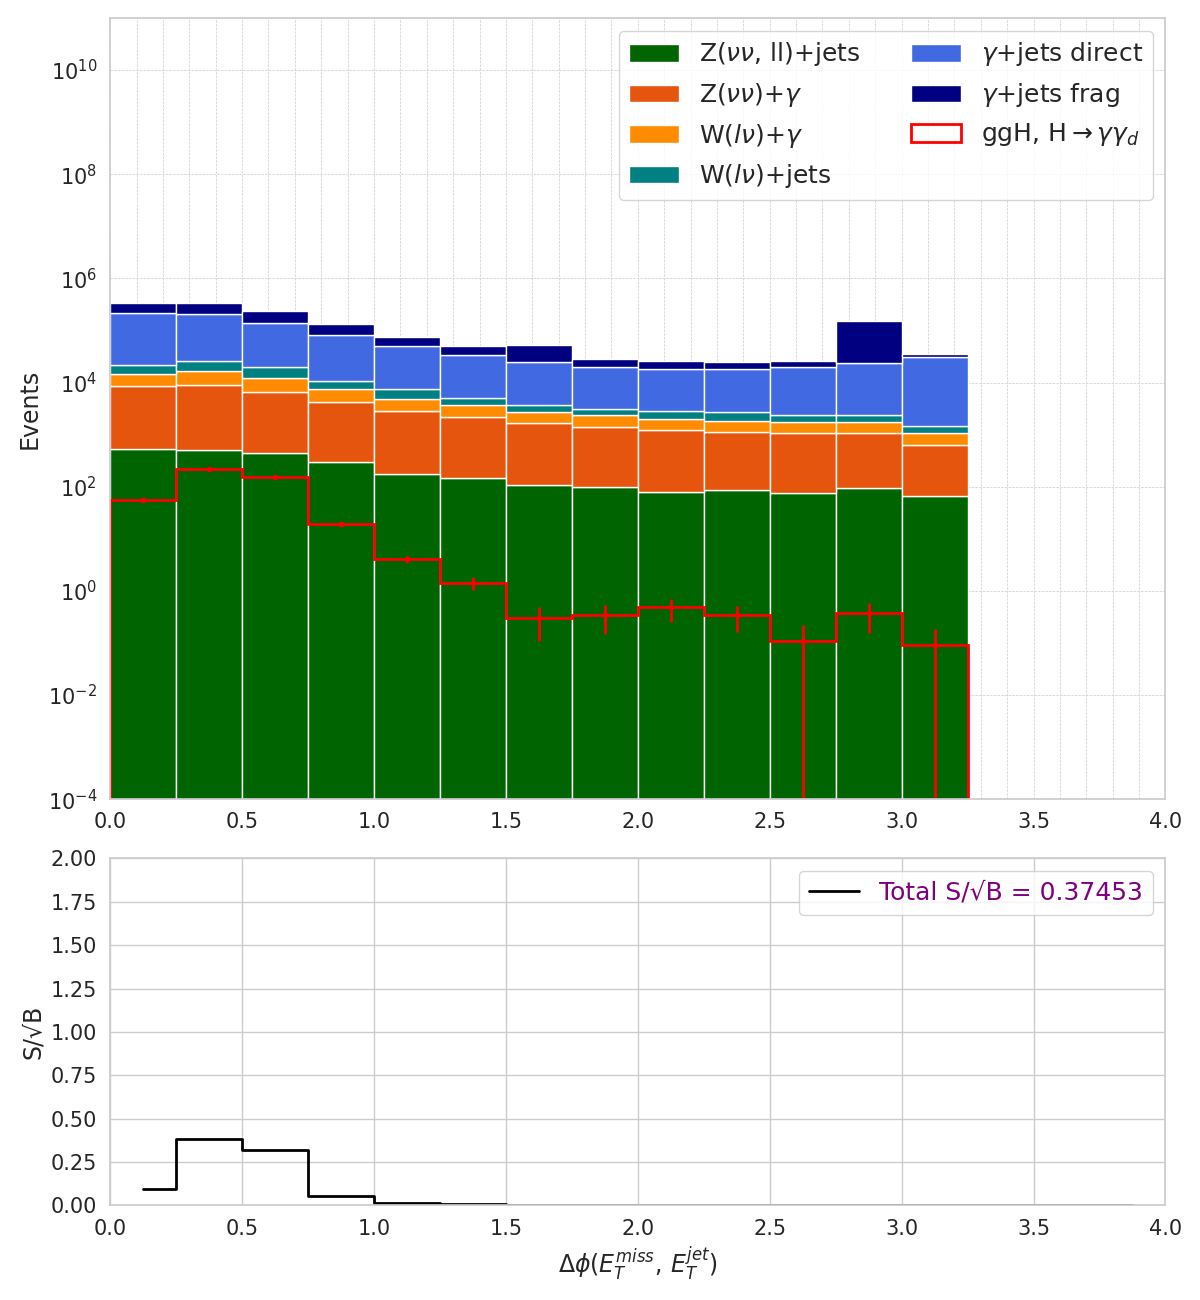 Z(νν, ll)+jets
Z(νν)+γ
W(lν)+γ
W(lν)+jets
γ+jets direct
γ+jets frag
ggH, H→γγ_d
Events
10^10
10^8
10^6
10^4
10^2
10^0
10^−2
10^−4
0.0 0.5 1.0 1.5 2.0 2.5 3.0 3.5 4.0
Total S/√B = 0.37453
S/√B
2.00
1.75
1.50
1.25
1.00
0.75
0.50
0.25
0.00
0.0 0.5 1.0 1.5 2.0 2.5 3.0 3.5 4.0
Δϕ(E_T^miss, E_T^jet)